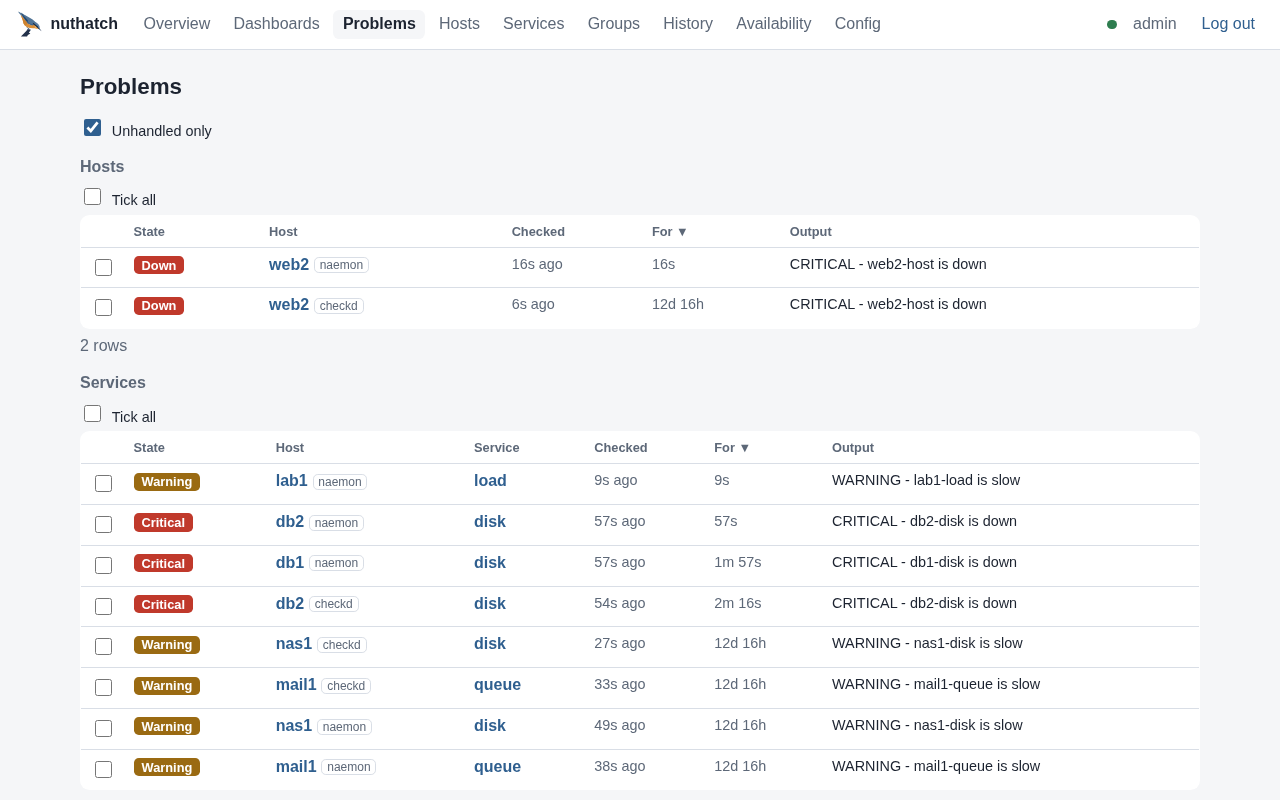 nuthatch Overview Dashboards Problems Hosts Services Groups History Availability Config admin Log out
Problems
Unhandled only
Hosts
Tick all
State Host Checked For ▼ Output
Down web2 naemon 16s ago 16s CRITICAL - web2-host is down
Down web2 checkd 6s ago 12d 16h CRITICAL - web2-host is down
2 rows
Services
Tick all
State Host Service Checked For ▼ Output
Warning lab1 naemon load 9s ago 9s WARNING - lab1-load is slow
Critical db2 naemon disk 57s ago 57s CRITICAL - db2-disk is down
Critical db1 naemon disk 57s ago 1m 57s CRITICAL - db1-disk is down
Critical db2 checkd disk 54s ago 2m 16s CRITICAL - db2-disk is down
Warning nas1 checkd disk 27s ago 12d 16h WARNING - nas1-disk is slow
Warning mail1 checkd queue 33s ago 12d 16h WARNING - mail1-queue is slow
Warning nas1 naemon disk 49s ago 12d 16h WARNING - nas1-disk is slow
Warning mail1 naemon queue 38s ago 12d 16h WARNING - mail1-queue is slow